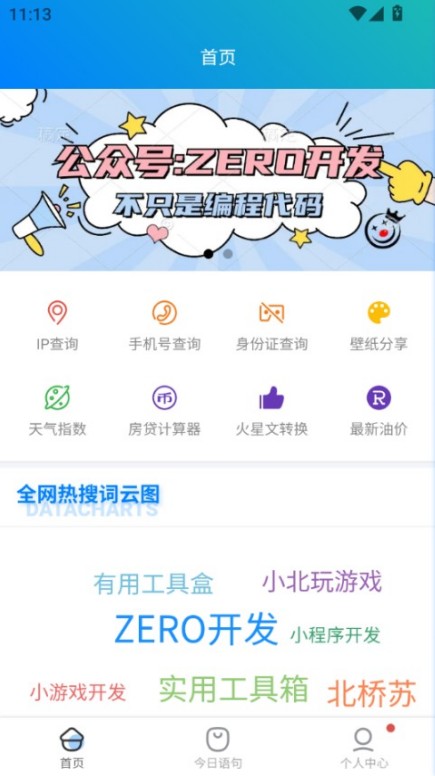 11:13
首页
公众号:ZERO开发
不只是编程代码
IP查询 手机号查询 身份证查询 壁纸分享
币 R
天气指数 房贷计算器 火星文转换 最新油价
全网热搜词云图
DATACHARTS
有用工具盒 小北玩游戏
ZERO开发 小程序开发
小游戏开发 实用工具箱 北桥苏
首页 今日语句 个人中心